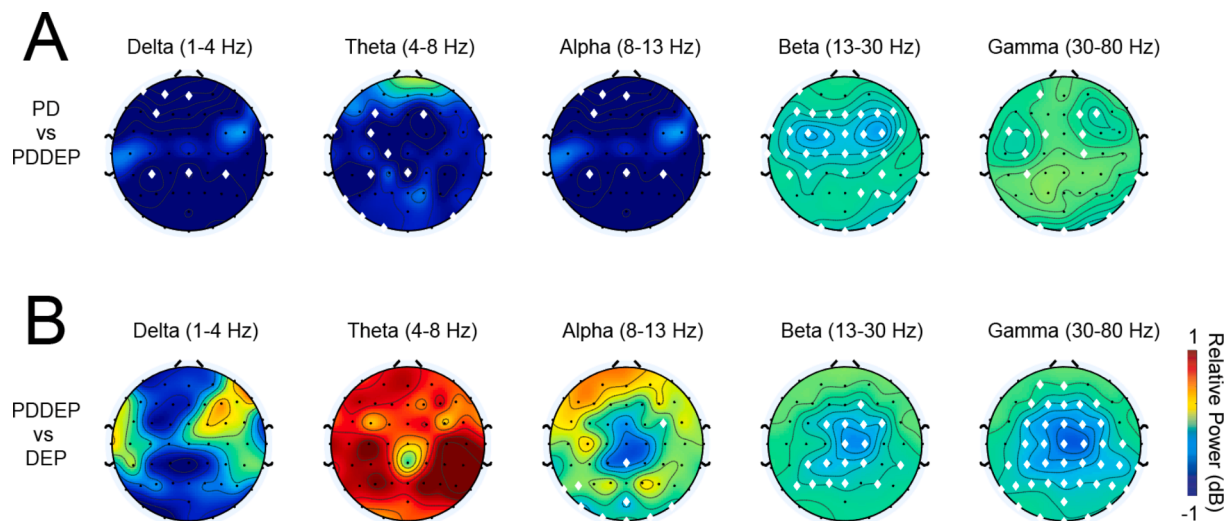 A
Delta (1-4 Hz)
Theta (4-8 Hz)
Alpha (8-13 Hz)
Beta (13-30 Hz)
Gamma (30-80 Hz)
PD
vs
PDDEP
B
Delta (1-4 Hz)
Theta (4-8 Hz)
Alpha (8-13 Hz)
Beta (13-30 Hz)
Gamma (30-80 Hz)
PDDEP
vs
DEP
1
Relative Power (dB)
-1